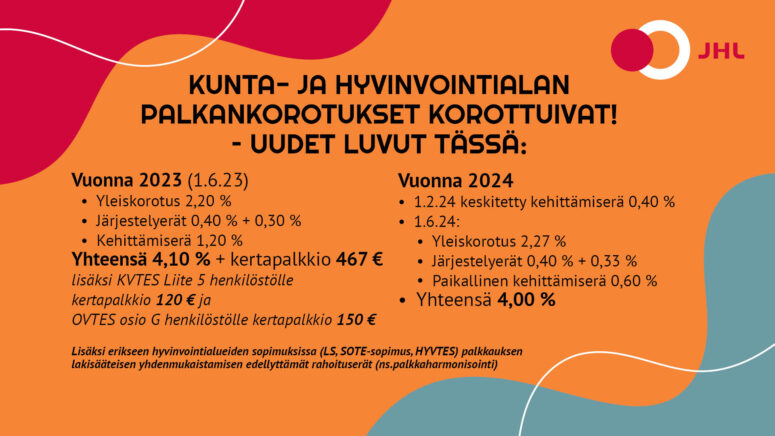 JHL
KUNTA- JA HYVINVOINTIALAN
PALKANKOROTUKSET KOROTTUIVAT!
- UUDET LUVUT TÄSSÄ:
Vuonna 2023 (1.6.23)
• Yleiskorotus 2,20 %
• Järjestelyerät 0,40 % + 0,30 %
• Kehittämiserä 1,20 %
Yhteensä 4,10 % + kertapalkkio 467 €
lisäksi KVTES Liite 5 henkilöstölle
kertapalkkio 120 € ja
OVTES osio G henkilöstölle kertapalkkio 150 €
Vuonna 2024
• 1.2.24 keskitetty kehittämiserä 0,40 %
• 1.6.24:
• Yleiskorotus 2,27 %
• Järjestelyerät 0,40 % + 0,33 %
• Paikallinen kehittämiserä 0,60 %
• Yhteensä 4,00 %
Lisäksi erikseen hyvinvointialueiden sopimuksissa (LS, SOTE-sopimus, HYVTES) palkkauksen
lakisääteisen yhdenmukaistamisen edellyttämät rahoituserät (ns.palkkaharmonisointi)